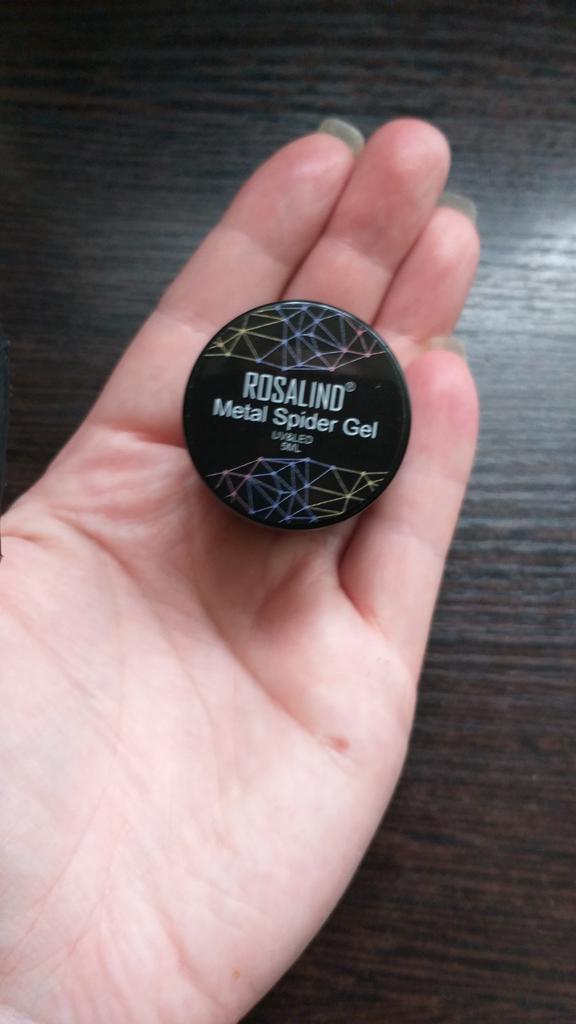 ROSALIND®
Metal Spider Gel
UV&LED
5ML